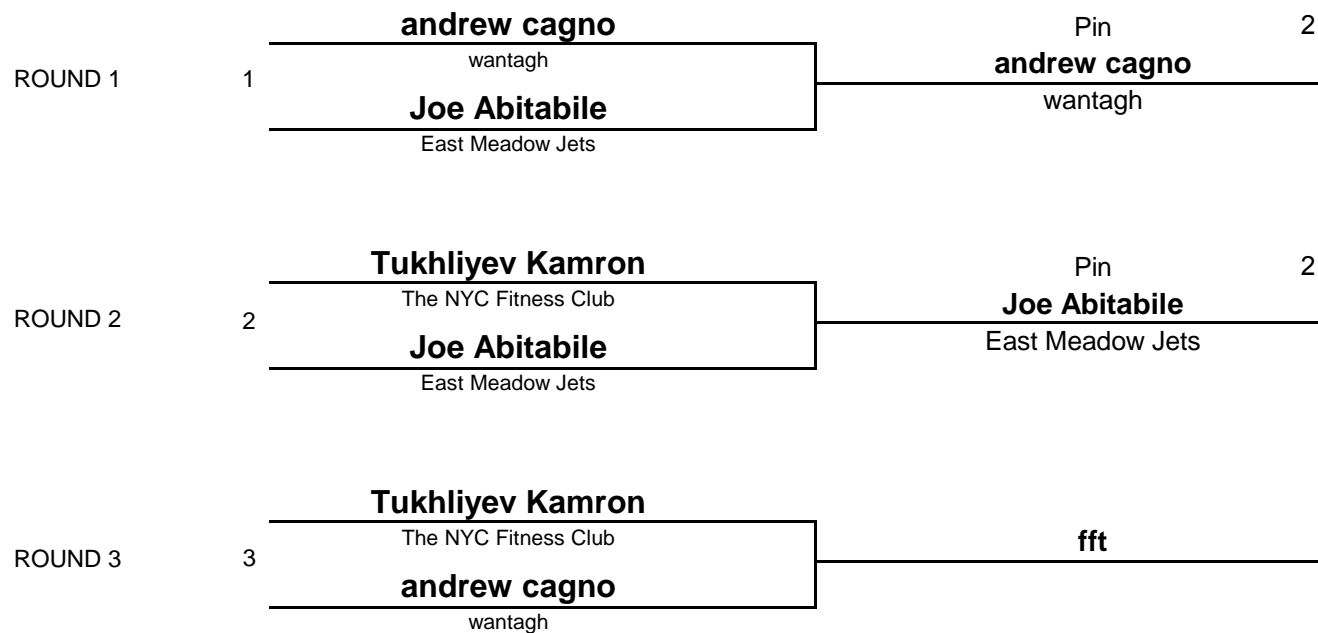 andrew cagno
Pin 2
wantagh
ROUND 1 1
andrew cagno
Joe Abitabile
wantagh
East Meadow Jets
Tukhliyev Kamron
Pin 2
The NYC Fitness Club
Joe Abitabile
ROUND 2 2
Joe Abitabile
East Meadow Jets
East Meadow Jets
Tukhliyev Kamron
The NYC Fitness Club
fft
ROUND 3 3
andrew cagno
wantagh